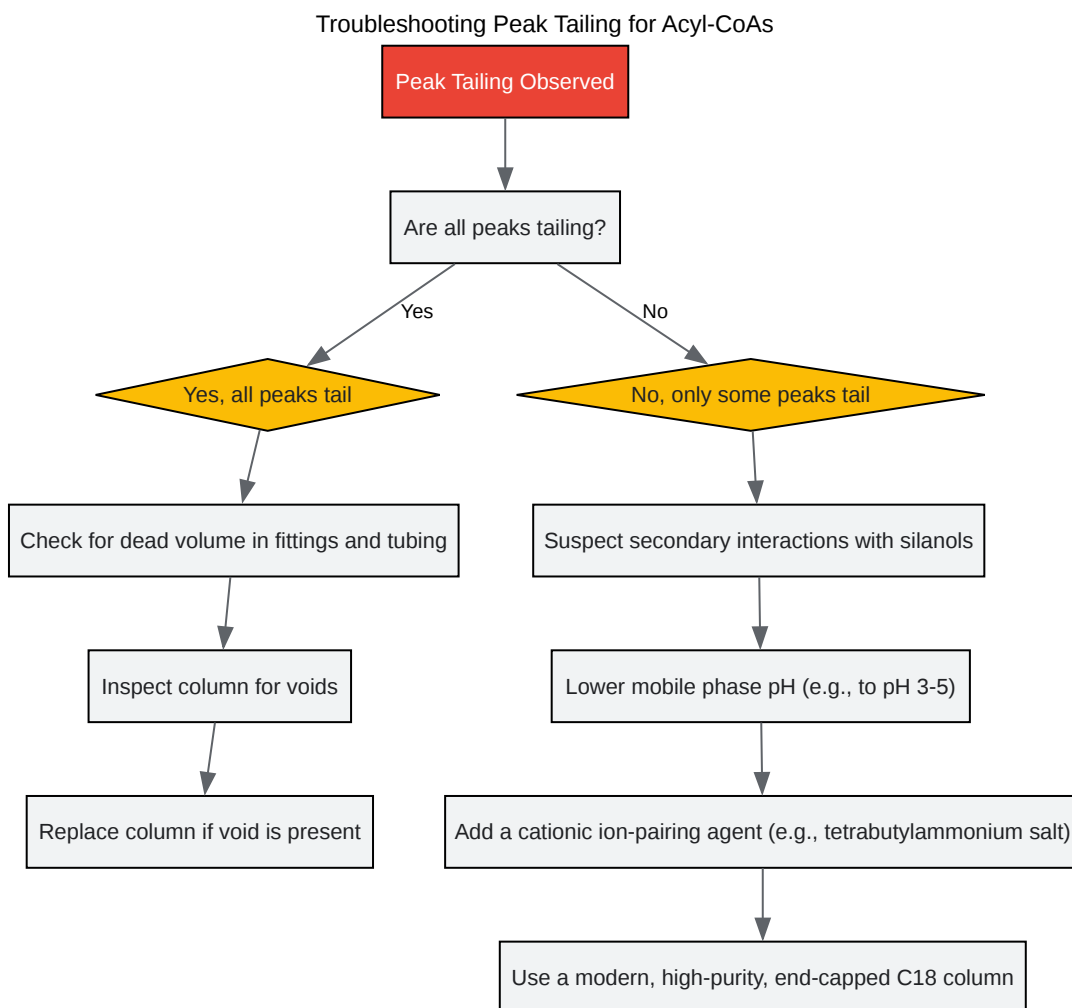 Troubleshooting Peak Tailing for Acyl-CoAs
Peak Tailing Observed
Are all peaks tailing?
Yes
No
Yes, all peaks tail
No, only some peaks tail
Check for dead volume in fittings and tubing
Suspect secondary interactions with silanols
Inspect column for voids
Lower mobile phase pH (e.g., to pH 3-5)
Replace column if void is present
Add a cationic ion-pairing agent (e.g., tetrabutylammonium salt)
Use a modern, high-purity, end-capped C18 column